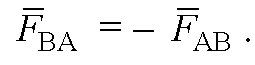 F̅BA = − F̅AB .